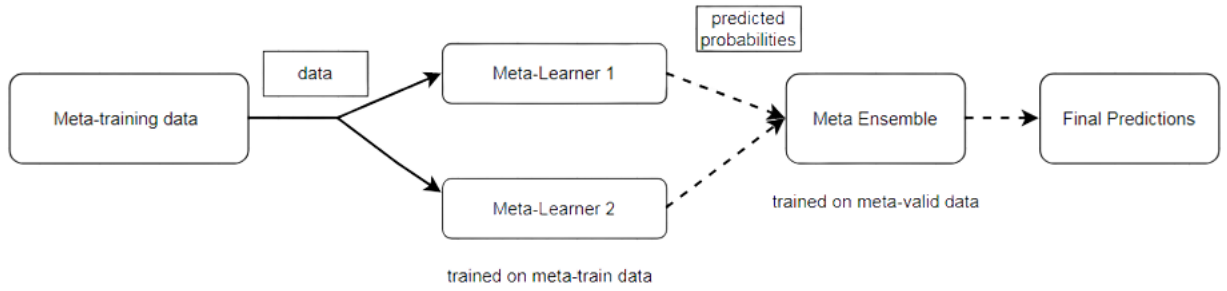 Meta-training data
data
Meta-Learner 1
Meta-Learner 2
trained on meta-train data
predicted
probabilities
Meta Ensemble
trained on meta-valid data
Final Predictions